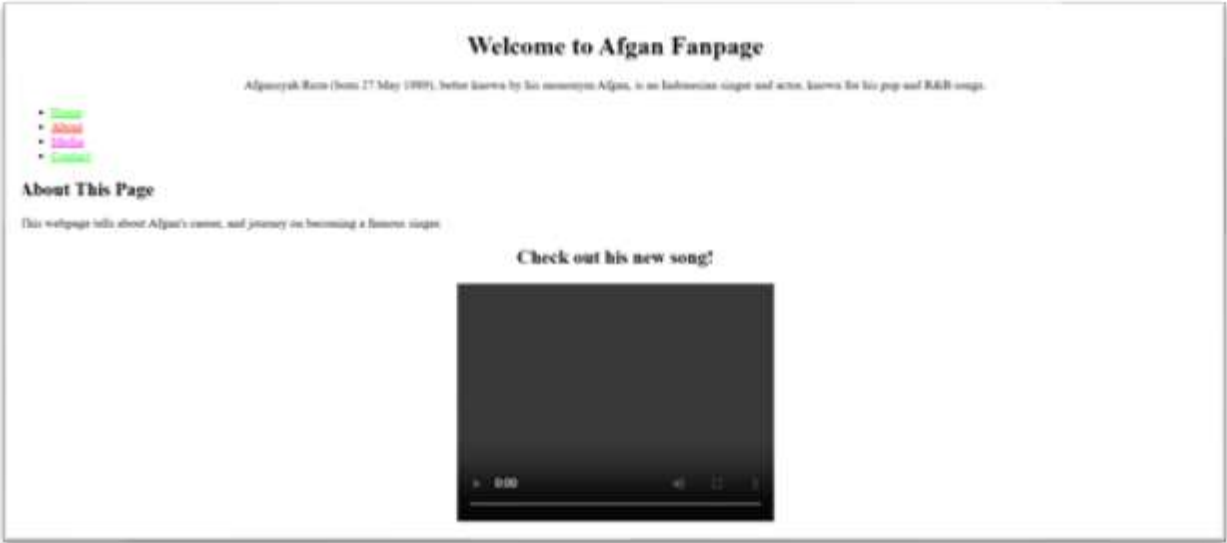 Welcome to Afgan Fanpage
Afgansyah Reza (born 27 May 1989), better known by his mononym Afgan, is an Indonesian singer and actor, known for his pop and R&B songs.
Home
About
Media
Contact
About This Page
This webpage tells about Afgan's career, and journey on becoming a famous singer.
Check out his new song!
0:00